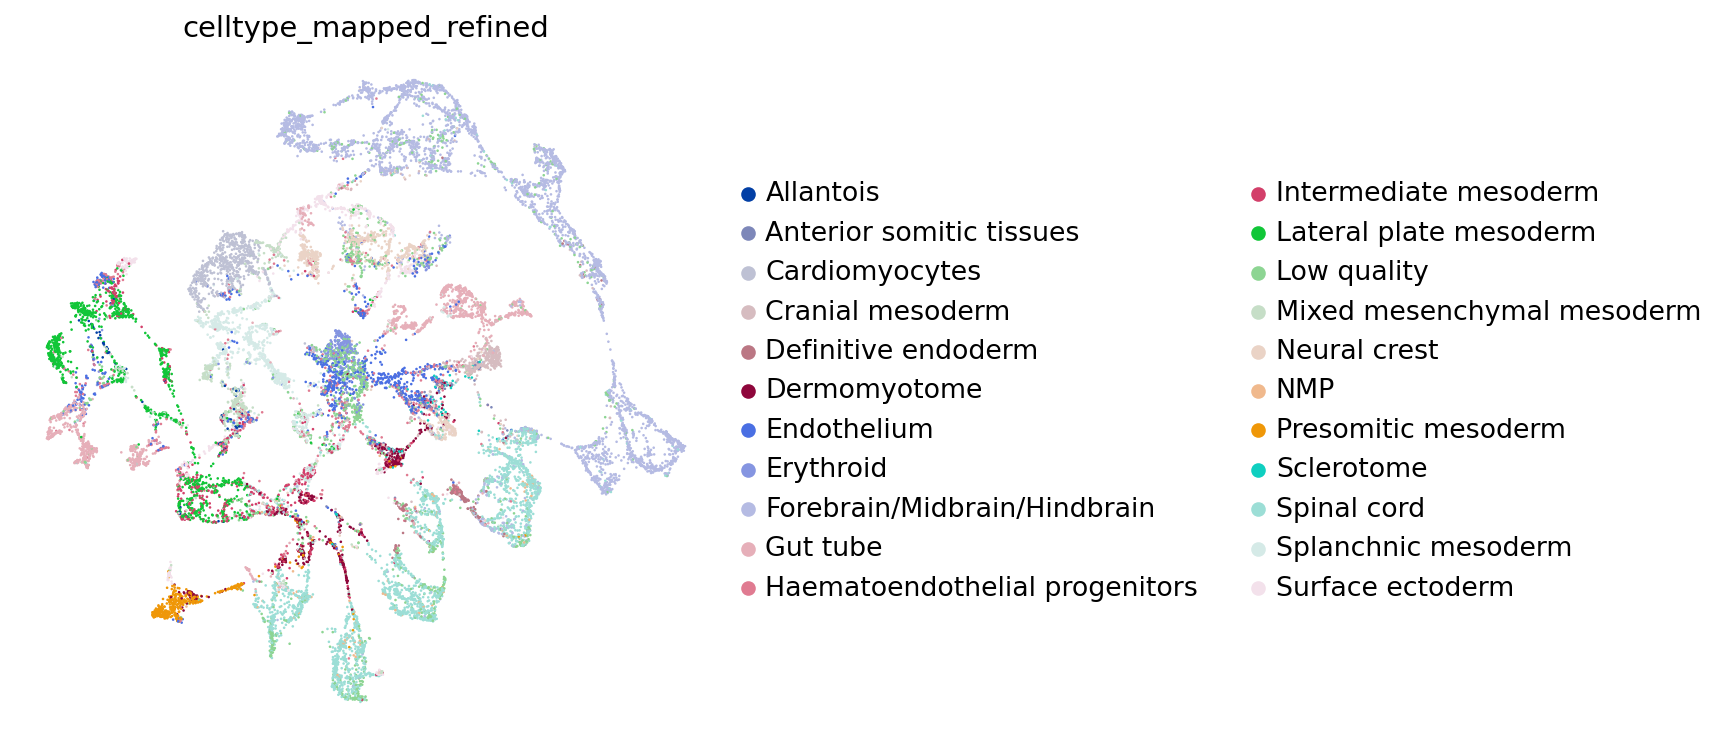 celltype_mapped_refined
Allantois
Anterior somitic tissues
Cardiomyocytes
Cranial mesoderm
Definitive endoderm
Dermomyotome
Endothelium
Erythroid
Forebrain/Midbrain/Hindbrain
Gut tube
Haematoendothelial progenitors
Intermediate mesoderm
Lateral plate mesoderm
Low quality
Mixed mesenchymal mesoderm
Neural crest
NMP
Presomitic mesoderm
Sclerotome
Spinal cord
Splanchnic mesoderm
Surface ectoderm